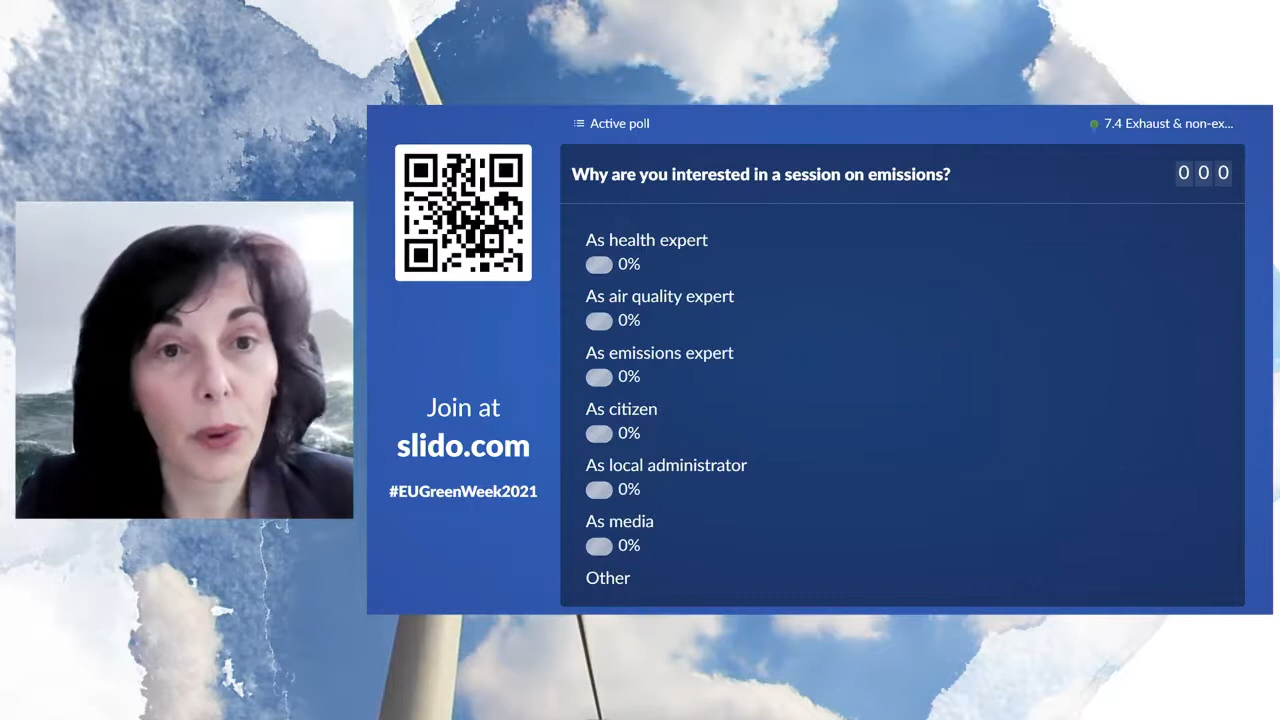 Active poll
7.4 Exhaust & non-ex...
Why are you interested in a session on emissions?
0 0 0
As health expert
0%
As air quality expert
0%
As emissions expert
0%
As citizen
0%
As local administrator
0%
As media
0%
Other
Join at
slido.com
#EUGreenWeek2021